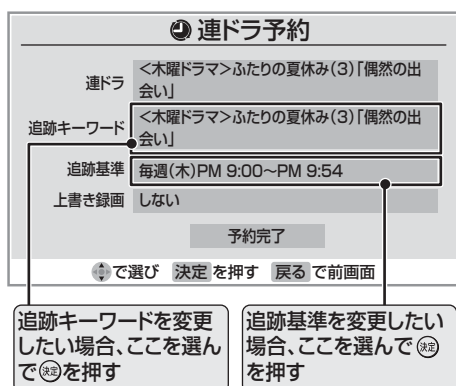 連ドラ予約
連ドラ
<木曜ドラマ>ふたりの夏休み(3)「偶然の出
会い」
追跡キーワード
<木曜ドラマ>ふたりの夏休み(3)「偶然の出
会い」
追跡基準
毎週(木)PM 9:00~PM 9:54
上書き録画
しない
予約完了
で選び 決定 を押す 戻る で前画面
追跡キーワードを変更
したい場合、ここを選ん
で決定を押す
追跡基準を変更したい
場合、ここを選んで決定
を押す